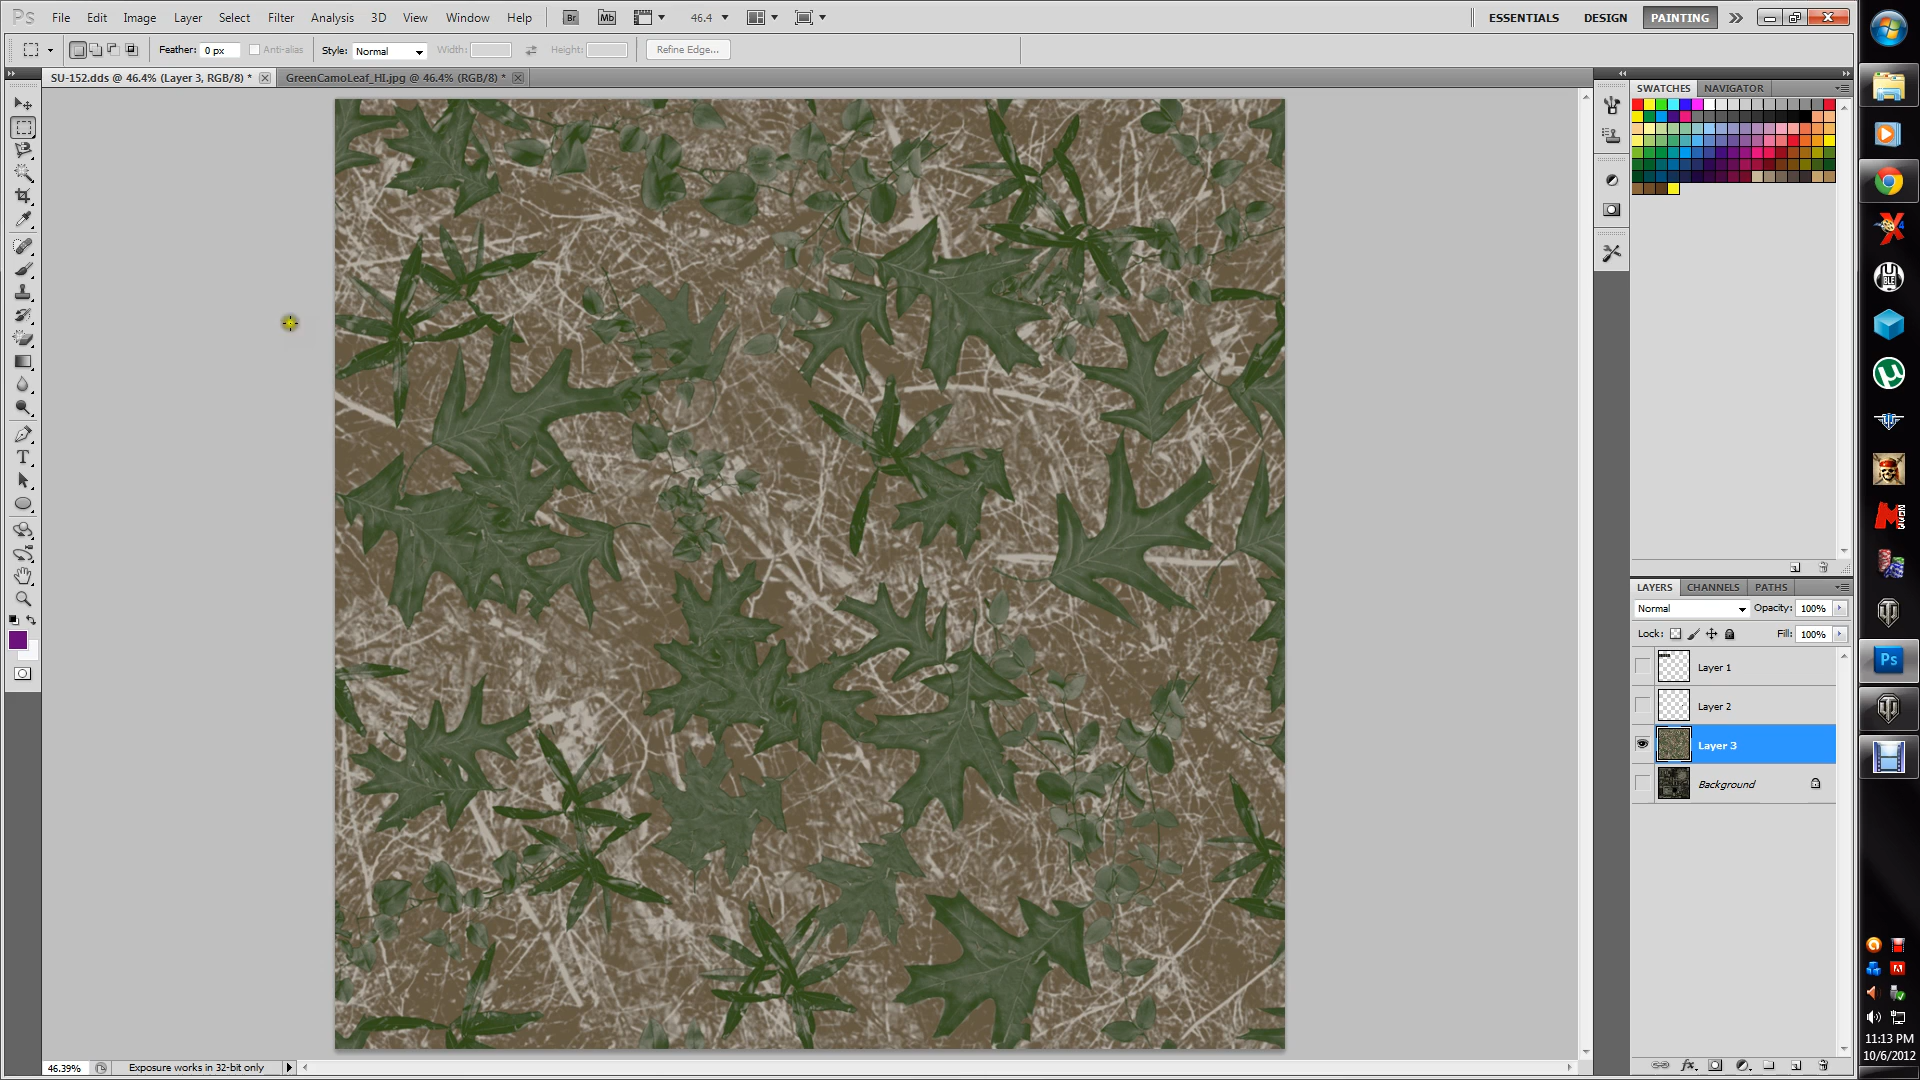 Ps File Edit Image Layer Select Filter Analysis 3D View Window Help Br Mb 46.4 ESSENTIALS DESIGN PAINTING
Feather: 0 px Anti-alias Style: Normal Width: Height: Refine Edge...
SU-152.dds @ 46.4% (Layer 3, RGB/8) * GreenCamoLeaf_HI.jpg @ 46.4% (RGB/8) *
SWATCHES NAVIGATOR
LAYERS CHANNELS PATHS
Normal Opacity: 100%
Lock: Fill: 100%
Layer 1
Layer 2
Layer 3
Background
Ps
T
fx
46.39% Exposure works in 32-bit only
11:13 PM
10/6/2012